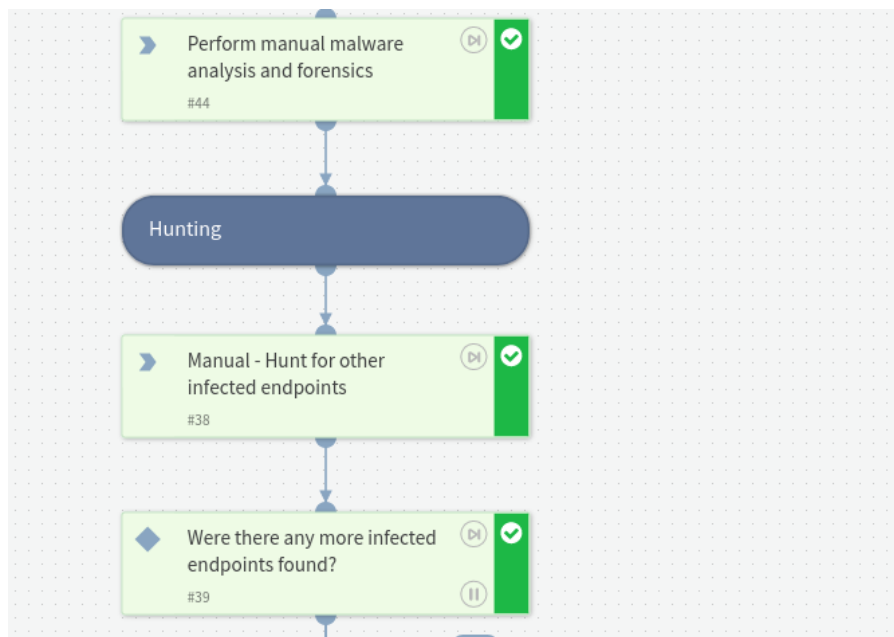 Perform manual malware
analysis and forensics
#44
Hunting
Manual - Hunt for other
infected endpoints
#38
Were there any more infected
endpoints found?
#39